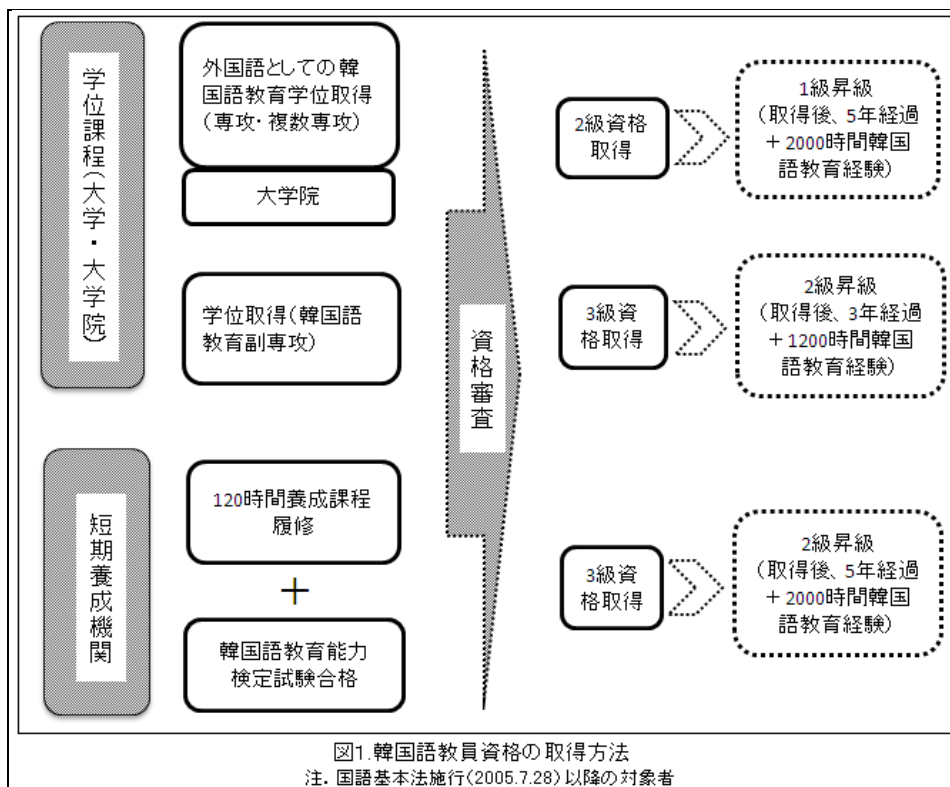 学位課程(大学・大学院)
外国語としての韓
国語教育学位取得
(専攻・複数専攻)
大学院
学位取得(韓国語
教育副専攻)
短期養成機関
120時間養成課程
履修
＋
韓国語教育能力
検定試験合格
資格審査
2級資格
取得
1級昇級
(取得後、5年経過
＋2000時間韓国
語教育経験)
3級資
格取得
2級昇級
(取得後、3年経過
＋1200時間韓国
語教育経験)
3級資
格取得
2級昇級
(取得後、5年経過
＋2000時間韓国
語教育経験)
図1.韓国語教員資格の取得方法
注. 国語基本法施行(2005.7.28)以降の対象者